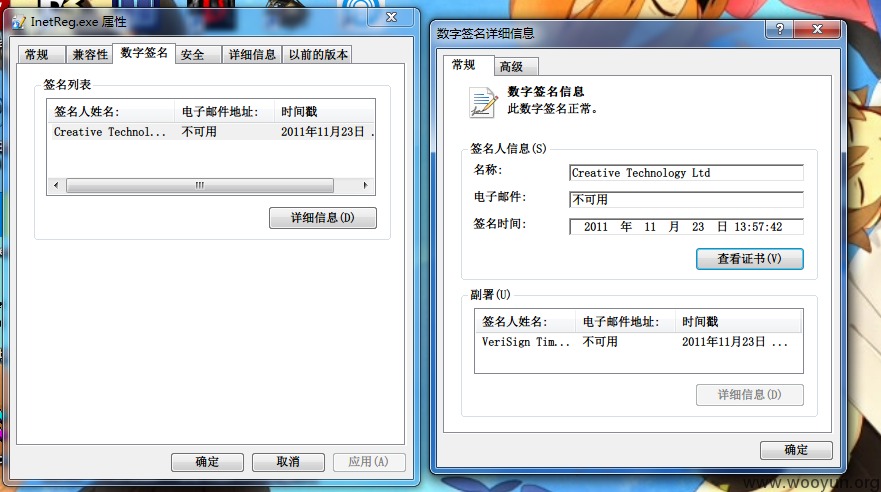 InetReg.exe 属性
常规
兼容性
数字签名
安全
详细信息
以前的版本
签名列表
签名人姓名:
电子邮件地址:
时间戳
Creative Technol...
不可用
2011年11月23日 .
详细信息(D)
确定
取消
应用(A)
数字签名详细信息
常规
高级
数字签名信息
此数字签名正常。
签名人信息(S)
名称:
Creative Technology Ltd
电子邮件:
不可用
签名时间:
2011 年 11 月 23 日 13:57:42
查看证书(V)
副署(U)
签名人姓名:
电子邮件地址:
时间戳
VeriSign Tim...
不可用
2011年11月23日 ...
详细信息(D)
确定
www.wooyun.org